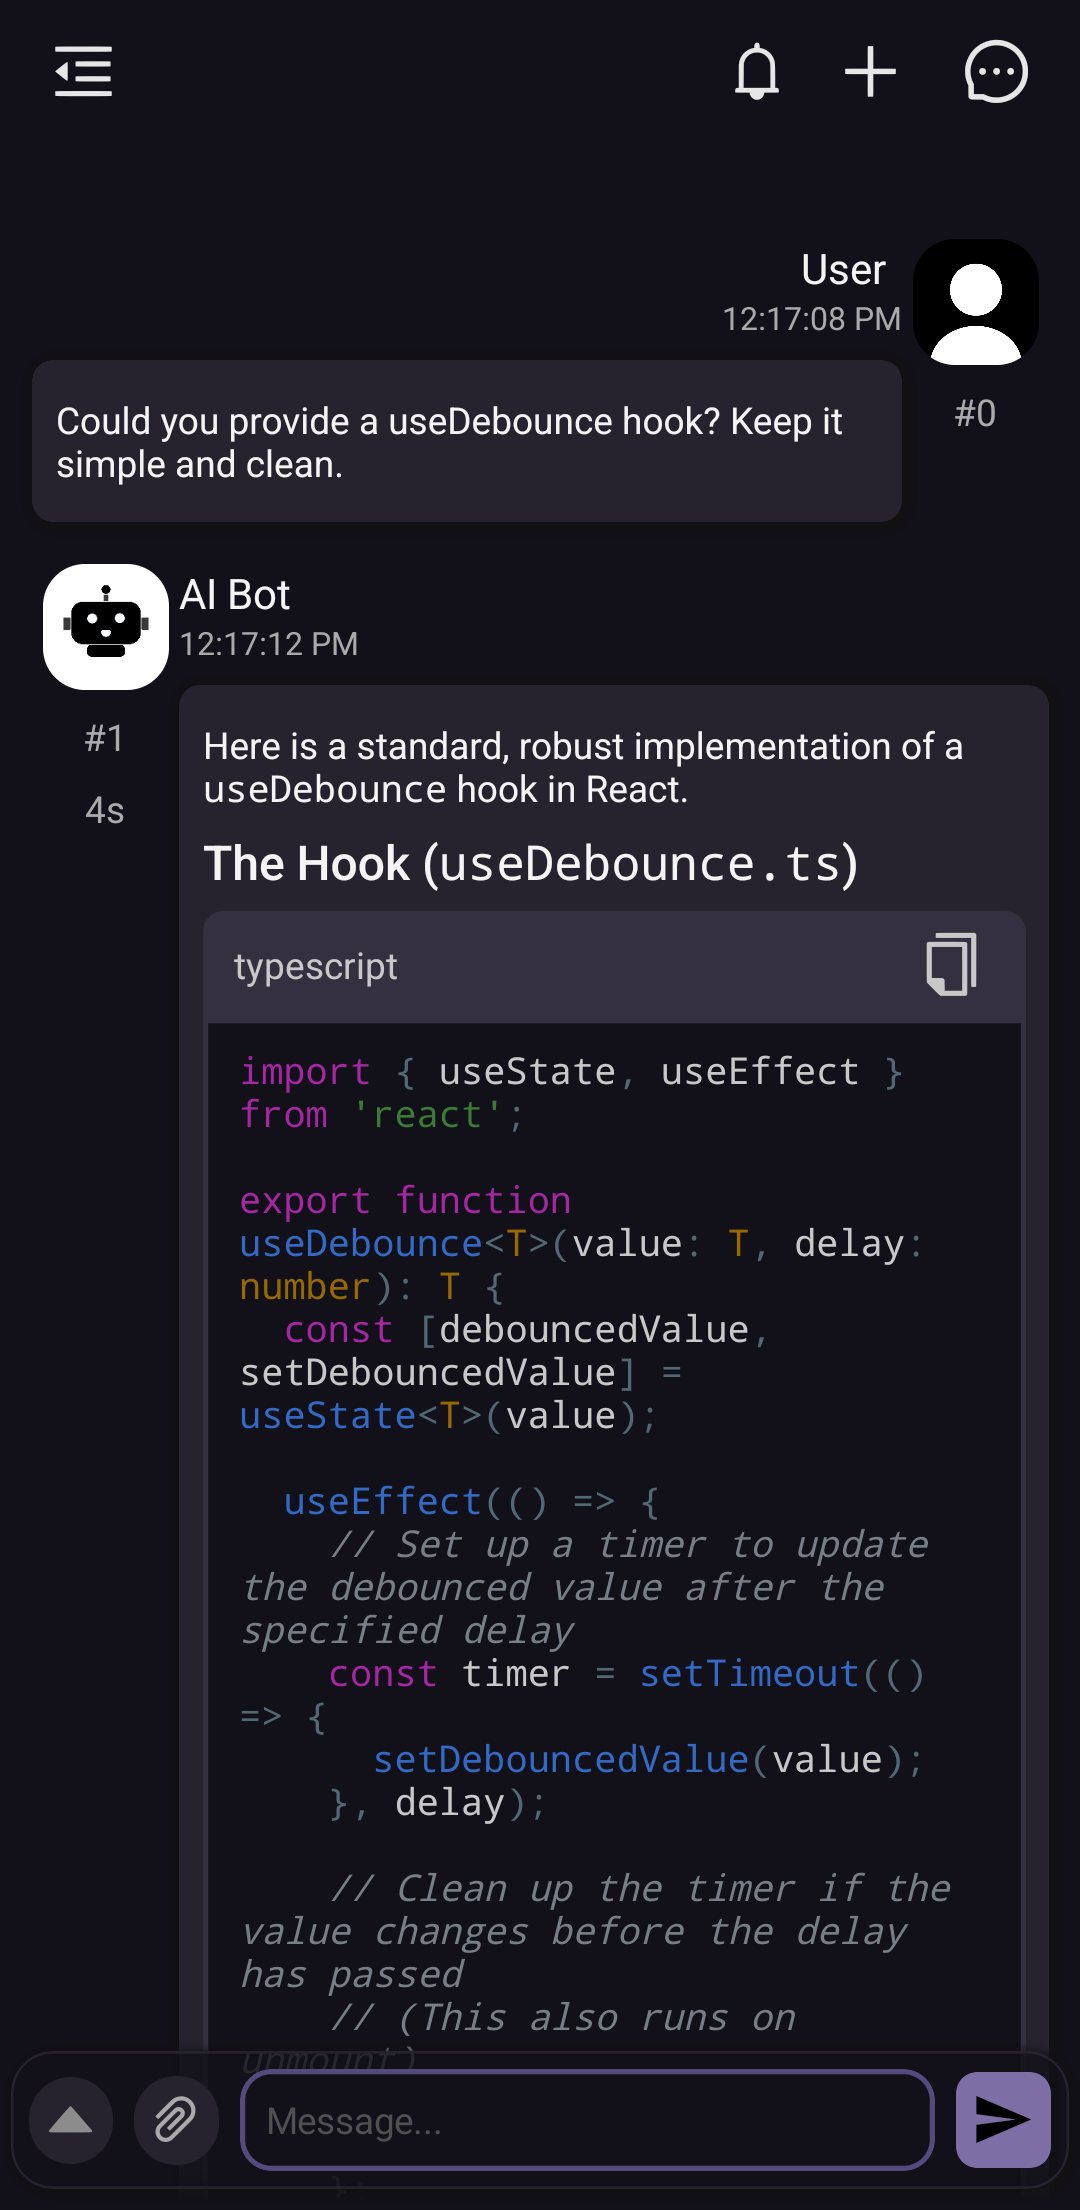 User
12:17:08 PM
#0
Could you provide a useDebounce hook? Keep it
simple and clean.
AI Bot
12:17:12 PM
#1
4s
Here is a standard, robust implementation of a
useDebounce hook in React.
The Hook (useDebounce.ts)
typescript
import { useState, useEffect }
from 'react';
export function
useDebounce<T>(value: T, delay:
number): T {
  const [debouncedValue,
setDebouncedValue] =
useState<T>(value);
  useEffect(() => {
    // Set up a timer to update
the debounced value after the
specified delay
    const timer = setTimeout(()
=> {
      setDebouncedValue(value);
    }, delay);
    // Clean up the timer if the
value changes before the delay
has passed
    // (This also runs on
unmount)
Message...